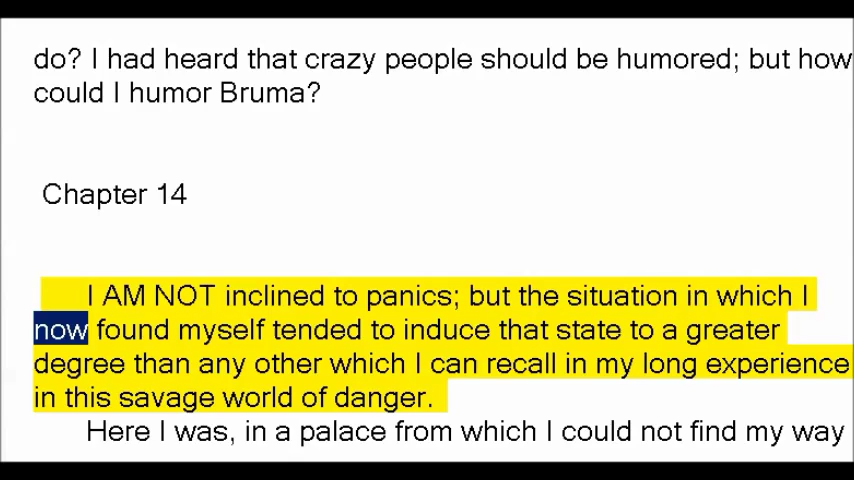 do? I had heard that crazy people should be humored; but how
could I humor Bruma?
Chapter 14
I AM NOT inclined to panics; but the situation in which I
now found myself tended to induce that state to a greater
degree than any other which I can recall in my long experience
in this savage world of danger.
Here I was, in a palace from which I could not find my way